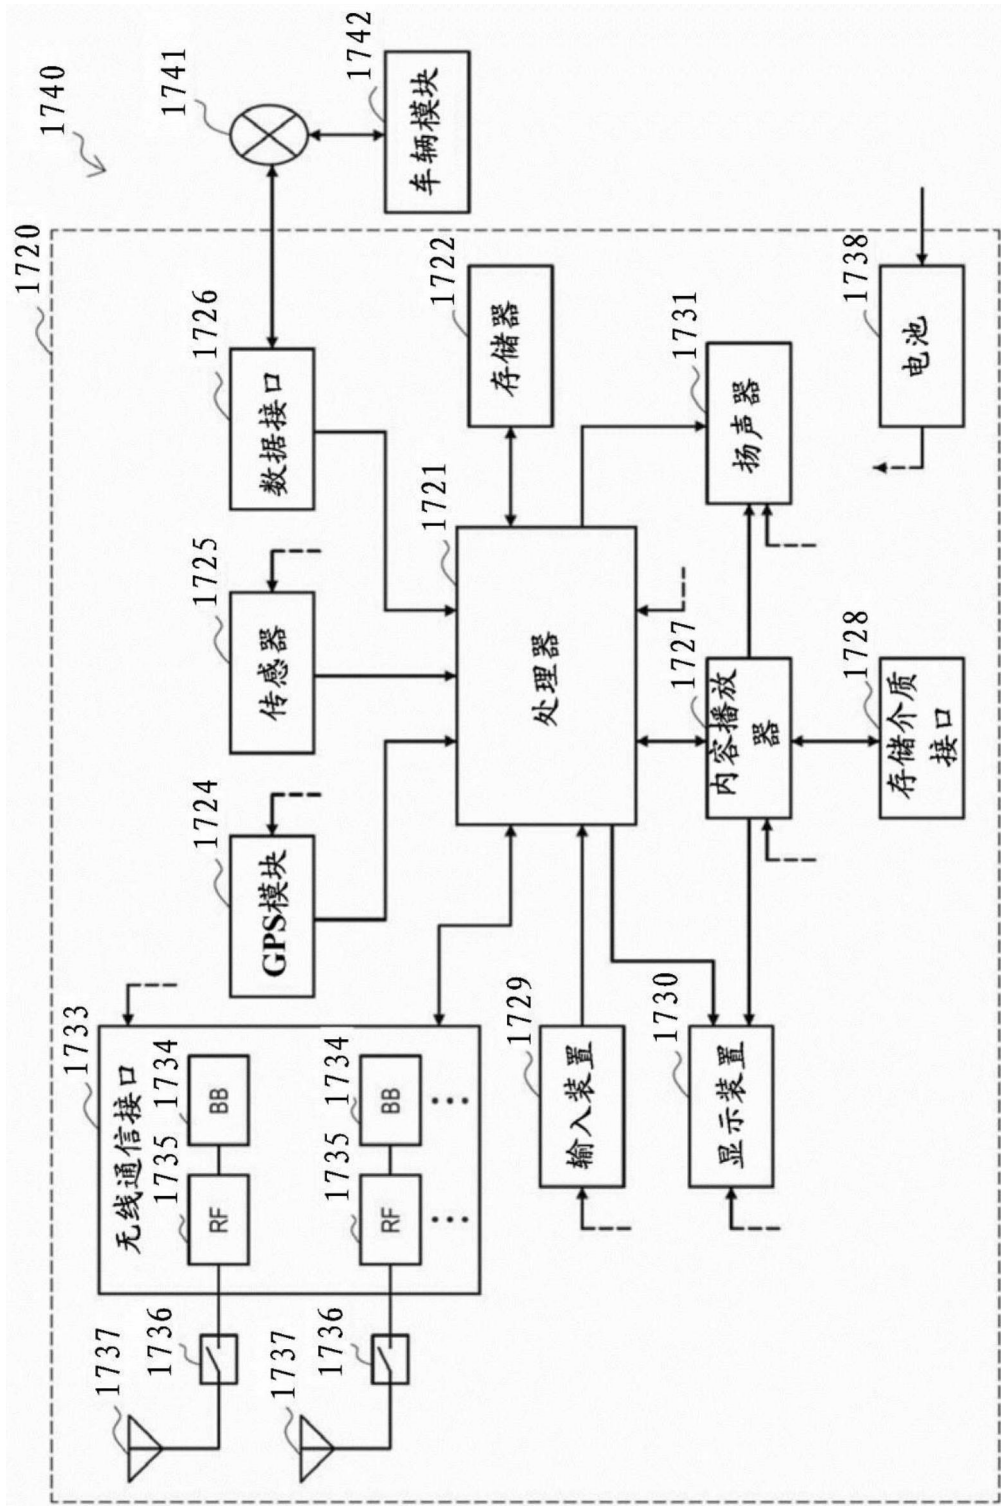 1720
1740
1733
1737
无线通信接口
1736
1735
1734
1741
1724
1725
1726
RF
BB
GPS模块
传感器
数据接口
1737
1736
1735
1734
1742
RF
BB
车辆模块
1721
1722
...
...
存储器
1729
处理器
输入装置
1730
1727
1731
显示装置
内容播放
器
扬声器
1728
1738
存储介质
接口
电池